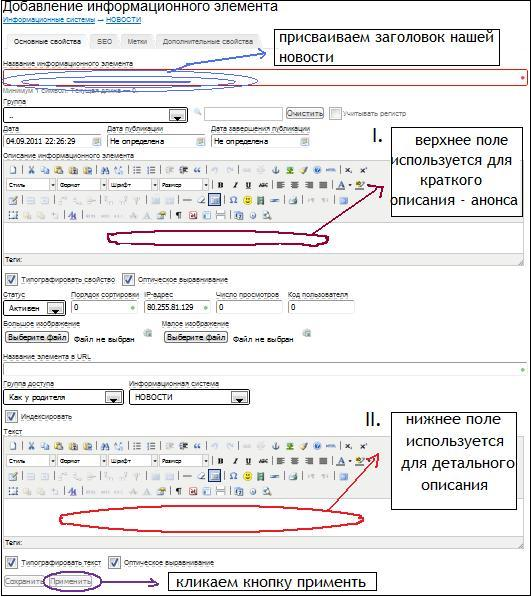 Добавление информационного элемента
Информационные системы → НОВОСТИ
Основные свойства SEO Метки Дополнительные свойства
присваиваем заголовок нашей
новости
Название информационного элемента
Минимум 1 символ. Текущая длина — 0.
Группа
.. Очистить Учитывать регистр
Дата Дата публикации Дата завершения публикации
04.09.2011 22:26:29 Не определена Не определена
I.
верхнее поле
используется для
краткого
описания - анонса
Описание информационного элемента
Стиль Формат Шрифт Размер
Теги:
Типографировать свойство Оптическое выравнивание
Статус Порядок сортировки IP-адрес Число просмотров Код пользователя
Активен 0 80.255.81.129 0 0
Большое изображение Малое изображение
Выберите файл Файл не выбран Выберите файл Файл не выбран
Название элемента в URL
Группа доступа Информационная система
Как у родителя НОВОСТИ
Индексировать
II.
нижнее поле
используется
для детального
описания
Текст
Стиль Формат Шрифт Размер
Теги:
Типографировать текст Оптическое выравнивание
Сохранить Применить
кликаем кнопку применть